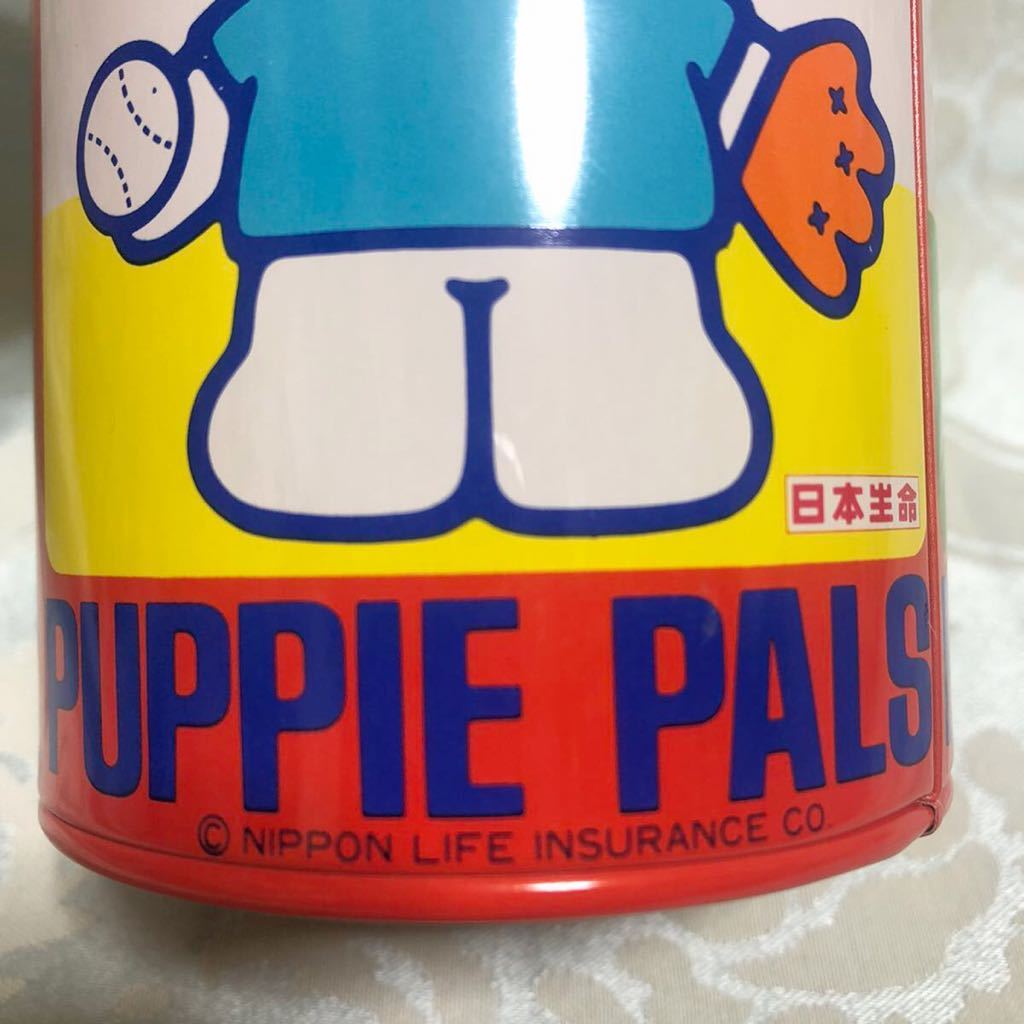 日本生命
PUPPIE PALS
© NIPPON LIFE INSURANCE CO.